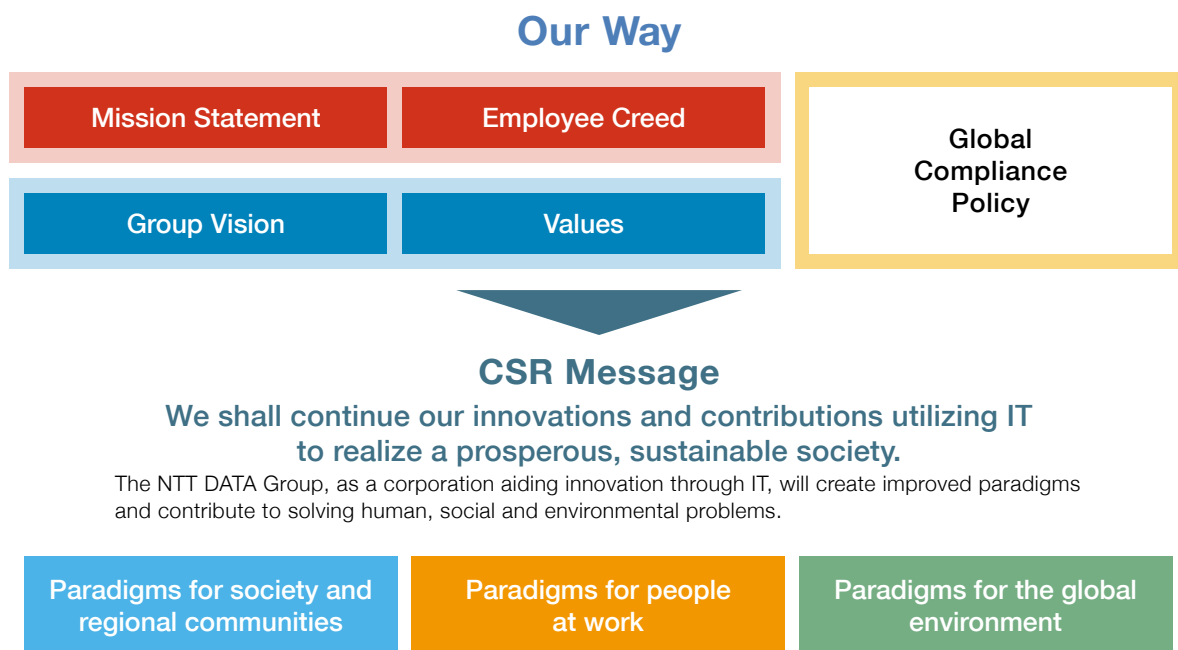 Our Way
Mission Statement
Employee Creed
Global
Compliance
Policy
Group Vision
Values
CSR Message
We shall continue our innovations and contributions utilizing IT
to realize a prosperous, sustainable society.
The NTT DATA Group, as a corporation aiding innovation through IT, will create improved paradigms
and contribute to solving human, social and environmental problems.
Paradigms for society and
regional communities
Paradigms for people
at work
Paradigms for the global
environment